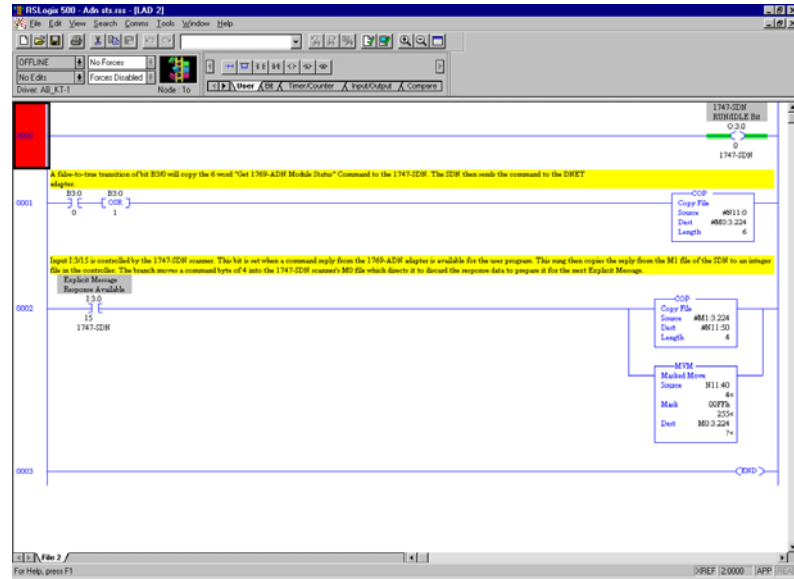 RSLogix 500 - Adn sts.rss - [LAD 2]
File Edit View Search Comms Tools Window Help
OFFLINE No Forces
No Edits Forces Disabled
Driver: AB_KT-1 Node: 1o
User Bit Timer/Counter Input/Output Compare
1747-SDN
RUN/IDLE Bit
O:3.0
0000
0
1747-SDN
A false-to-true transition of bit B3/0 will copy the 6 word "Get 1769-ADN Module Status" Command to the 1747-SDN. The SDN then sends the command to the DNET
adapter.
B3:0 B3:0 COP
0001 OSR Copy File
0 1 Source #N11:0
Dest #M0:3.224
Length 6
Input I:3/15 is controlled by the 1747-SDN scanner. This bit is set when a command reply from the 1769-ADN adapter is available for the user program. This rung then copies the reply from the M1 file of the SDN to an integer
file in the controller. The branch moves a command byte of 4 into the 1747-SDN scanner's M0 file which directs it to discard the response data to prepare it for the next Explicit Message.
Explicit Message
Response Available
I:3.0 COP
0002 Copy File
15 Source #M1:3.224
1747-SDN Dest #N11:50
Length 4
MVM
Masked Move
Source N11:40
4<
Mask 00FFh
255<
Dest M0:3.224
?<
0003 END
File 2
For Help, press F1 XREF 2:0000 APP READ